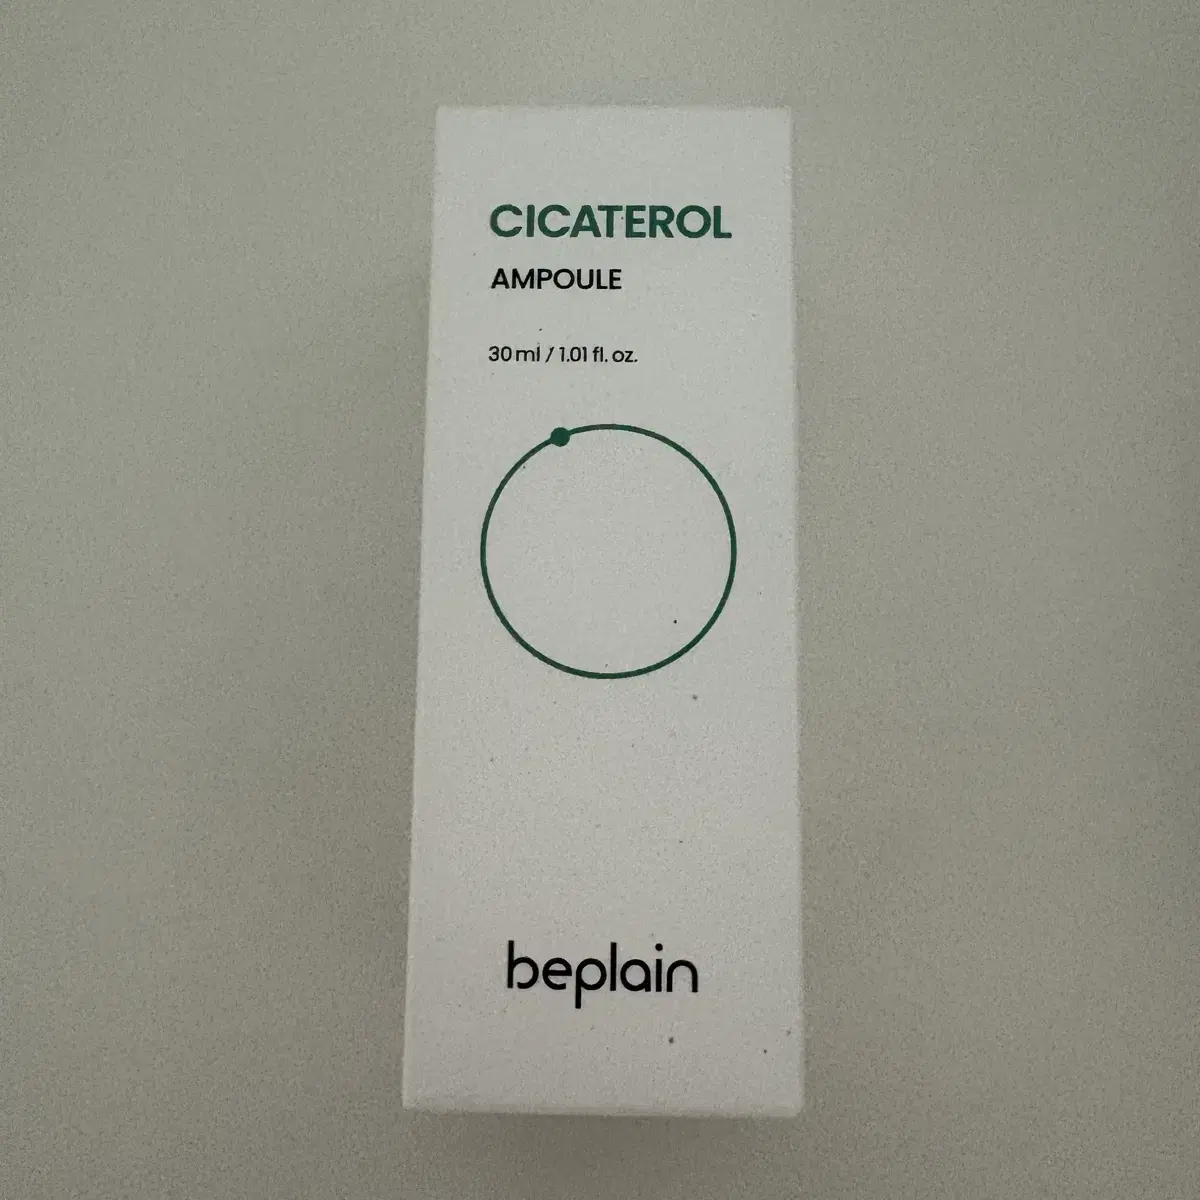 CICATEROL
AMPOULE
30 ml / 1.01 fl. oz.
beplain